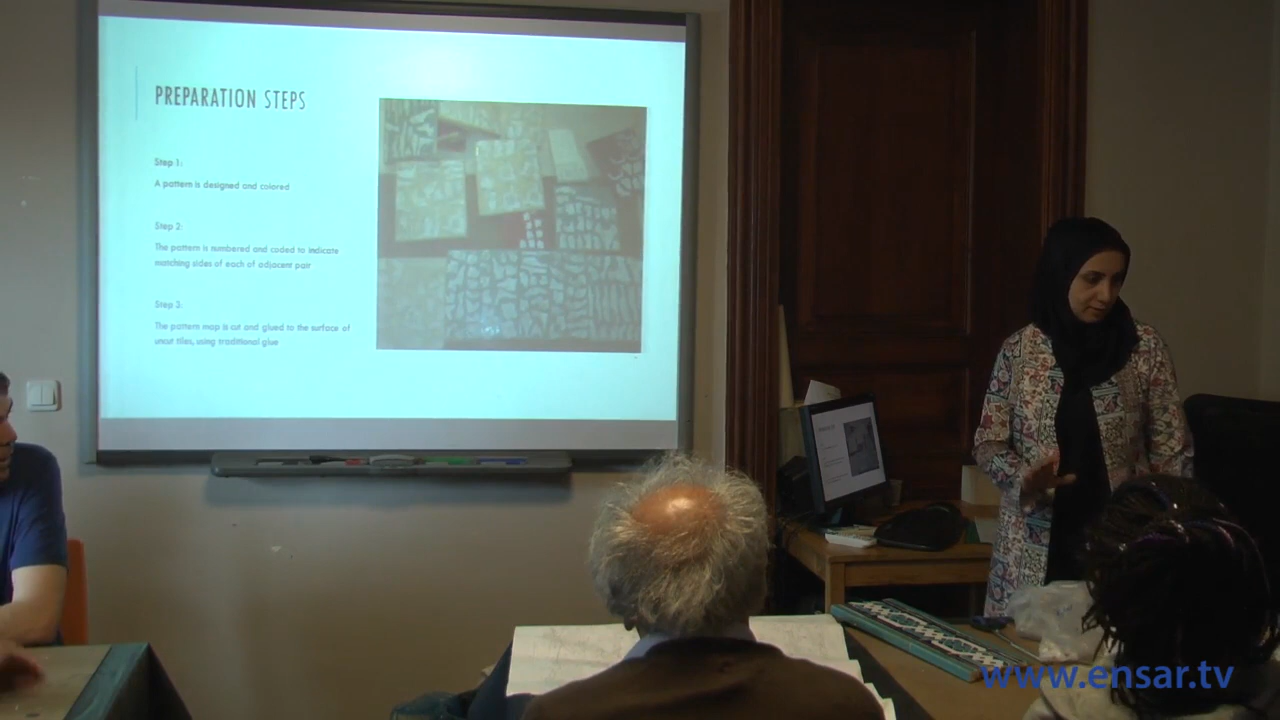 PREPARATION STEPS
Step 1:
A pattern is designed and colored
Step 2:
The pattern is numbered and coded to indicate
matching sides of each of adjacent pair
Step 3:
The pattern map is cut and glued to the surface of
uncut tiles, using traditional glue
www.ensar.tv